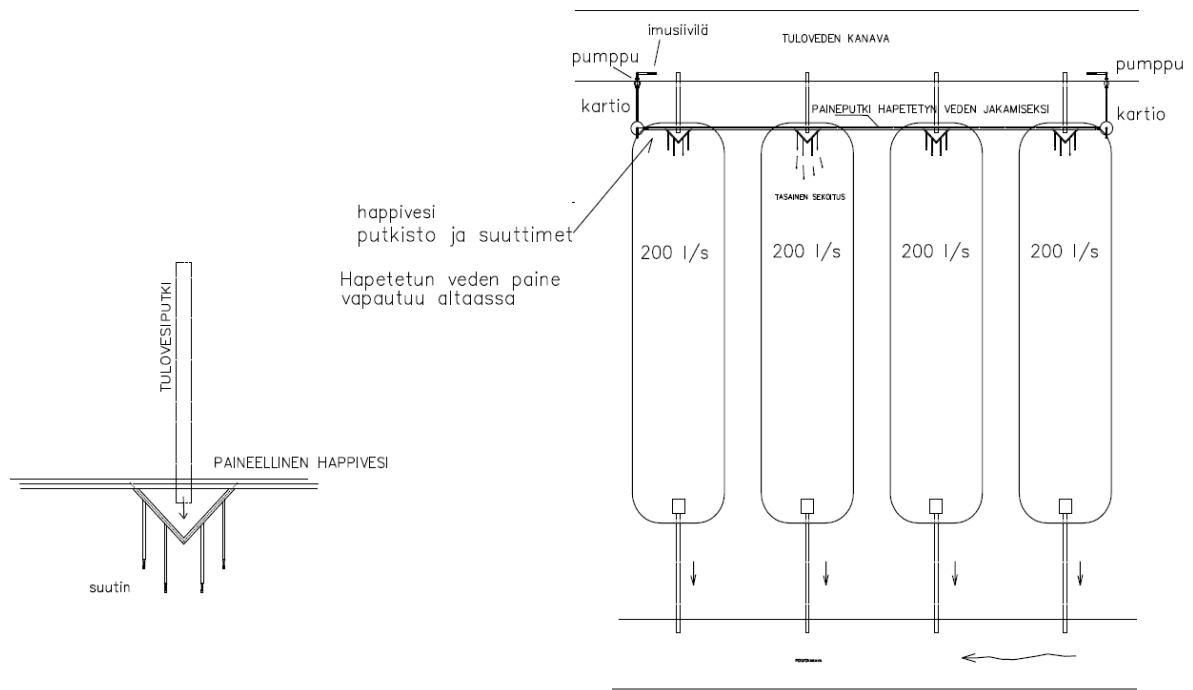 imusiivilä
TULOVEDEN KANAVA
pumppu
pumppu
kartio
PAINEPUTKI HAPETETYN VEDEN JAKAMISEKSI
kartio
TASAINEN SEKOITUS
happivesi
putkisto ja suuttimet
200 l/s
200 l/s
200 l/s
200 l/s
Hapetetun veden paine
vapautuu altaassa
TULOVESIPUTKI
PAINEELLINEN HAPPIVESI
suutin